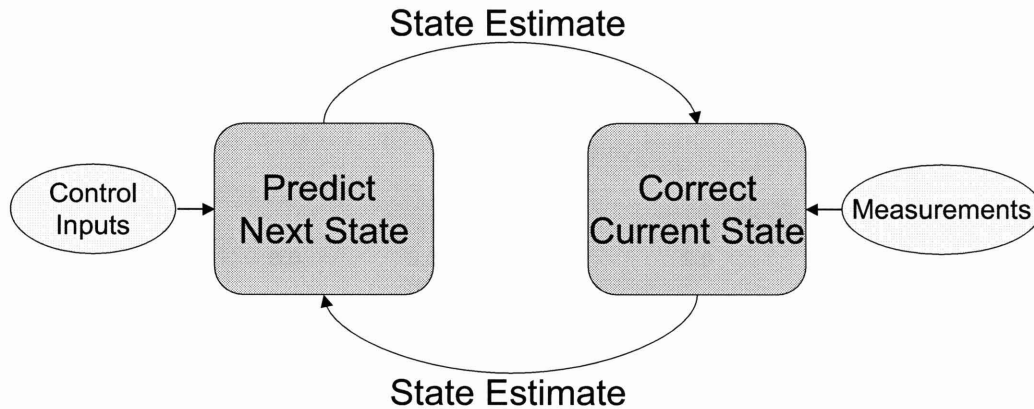 State Estimate
Control
Inputs
Predict
Next State
Correct
Current State
Measurements
State Estimate